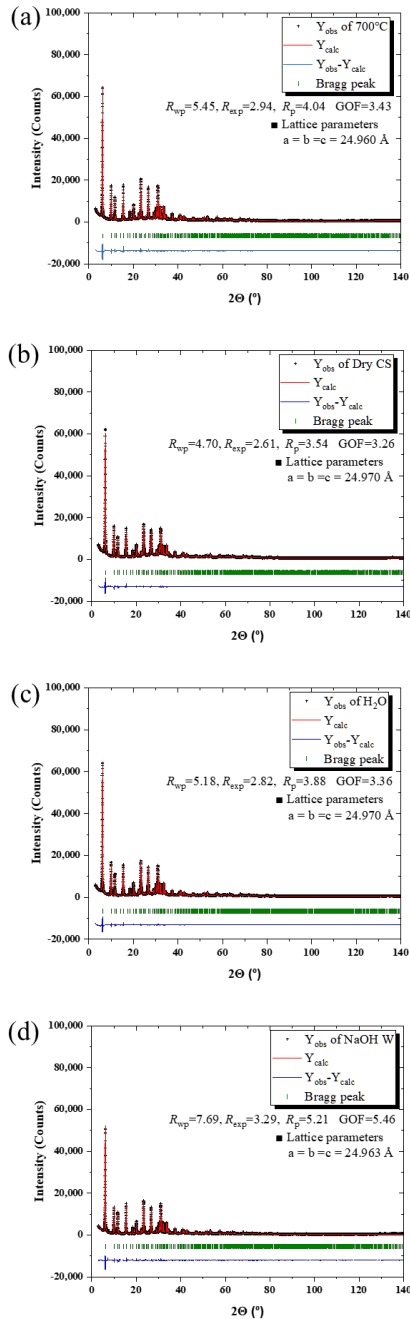 (a)
100,000
80,000
60,000
40,000
20,000
0
-20,000
Intensity (Counts)
Yobs of 700℃
Ycalc
Yobs-Ycalc
Bragg peak
Rwp=5.45, Rexp=2.94, Rp=4.04 GOF=3.43
■ Lattice parameters
a = b =c = 24.960 Å
0 20 40 60 80 100 120 140
2Θ (°)
(b)
100,000
80,000
60,000
40,000
20,000
0
-20,000
Intensity (Counts)
Yobs of Dry CS
Ycalc
Yobs-Ycalc
Bragg peak
Rwp=4.70, Rexp=2.61, Rp=3.54 GOF=3.26
■ Lattice parameters
a = b =c = 24.970 Å
0 20 40 60 80 100 120 140
2Θ (°)
(c)
100,000
80,000
60,000
40,000
20,000
0
-20,000
Intensity (Counts)
Yobs of H₂O
Ycalc
Yobs-Ycalc
Bragg peak
Rwp=5.18, Rexp=2.82, Rp=3.88 GOF=3.36
■ Lattice parameters
a = b =c = 24.970 Å
0 20 40 60 80 100 120 140
2Θ (°)
(d)
100,000
80,000
60,000
40,000
20,000
0
-20,000
Intensity (Counts)
Yobs of NaOH W
Ycalc
Yobs-Ycalc
Bragg peak
Rwp=7.69, Rexp=3.29, Rp=5.21 GOF=5.46
■ Lattice parameters
a = b =c = 24.963 Å
0 20 40 60 80 100 120 140
2Θ (°)